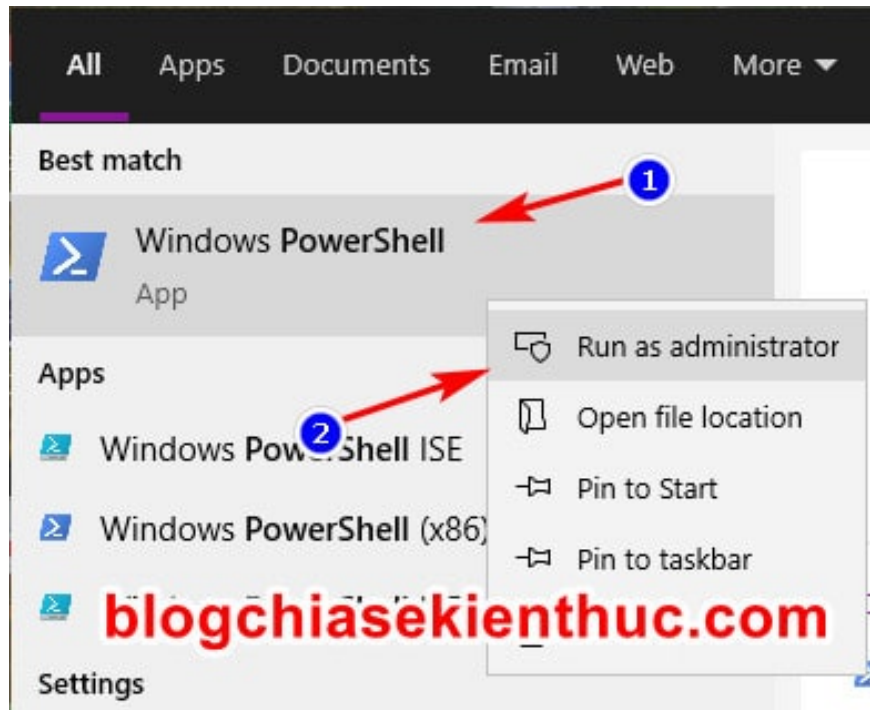 All Apps Documents Email Web More
Best match
1
Windows PowerShell
App
Run as administrator
Apps
2
Open file location
Windows PowerShell ISE
Pin to Start
Windows PowerShell (x86)
Pin to taskbar
blogchiasekienthuc.com
Settings